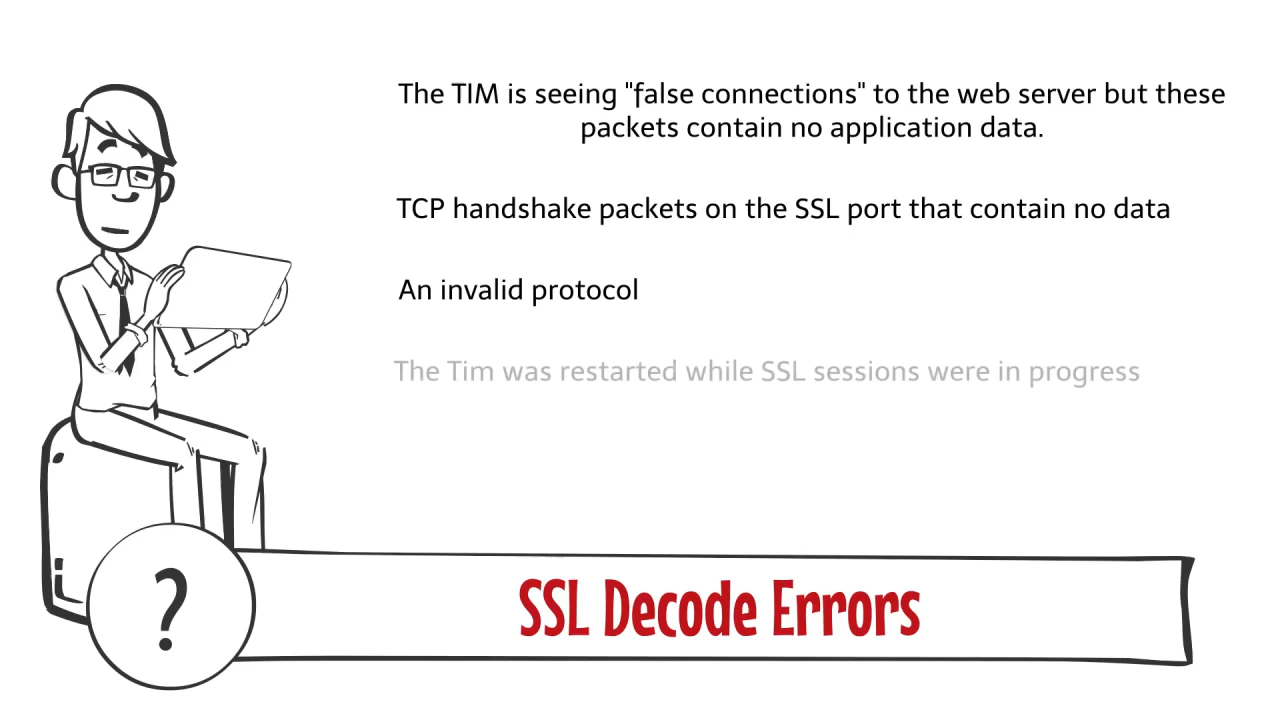 The TIM is seeing "false connections" to the web server but these
packets contain no application data.
TCP handshake packets on the SSL port that contain no data
An invalid protocol
The Tim was restarted while SSL sessions were in progress
?
SSL Decode Errors